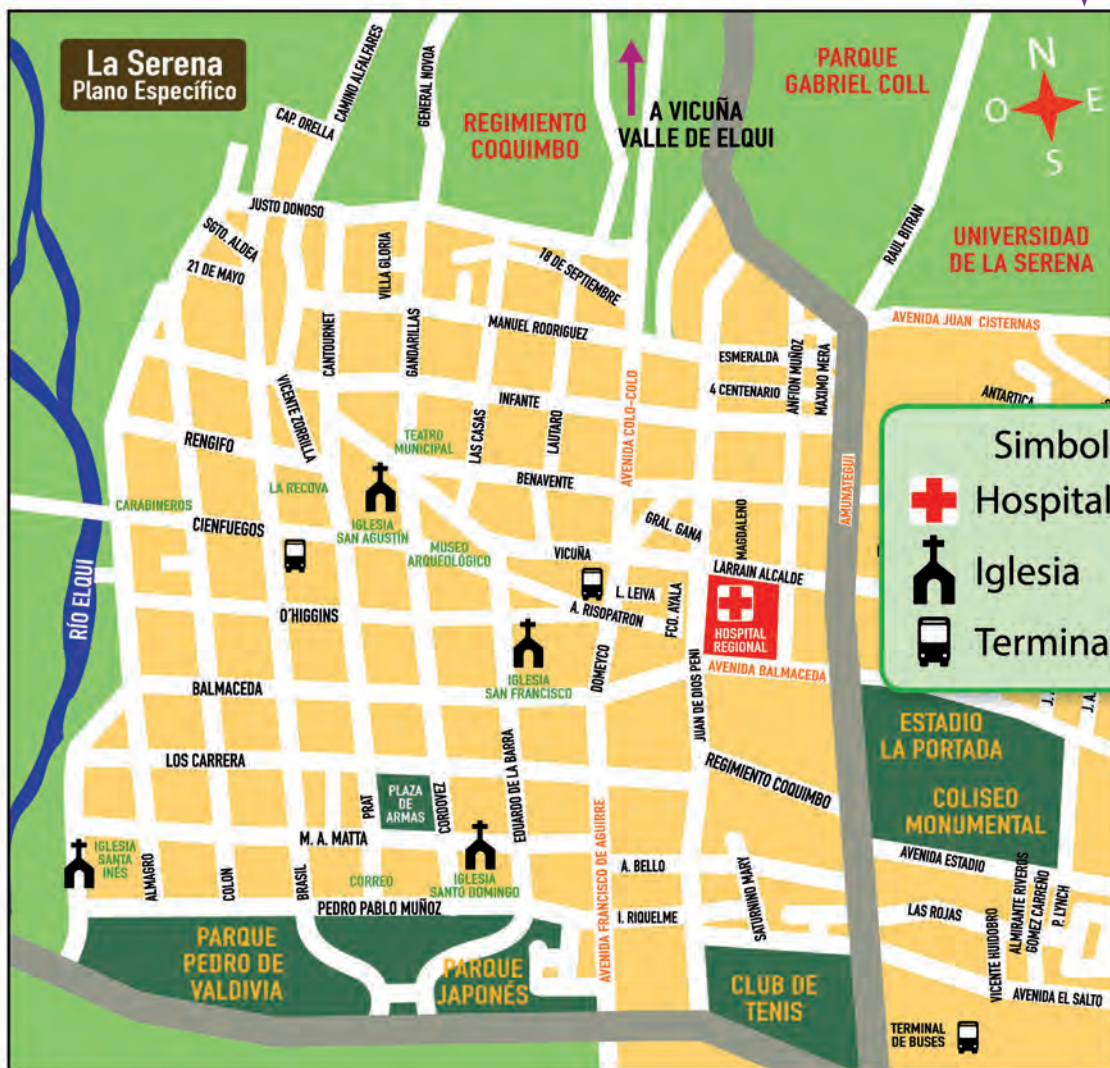 La Serena
Plano Específico
CAP. ORELLA
CAMINO ALFALFARES
GENERAL NOVOA
REGIMIENTO
COQUIMBO
A VICUÑA
VALLE DE ELQUI
PARQUE
GABRIEL COLL
N
O
E
S
JUSTO DONOSO
SGTO. ALDEA
21 DE MAYO
VILLA GLORIA
18 DE SEPTIEMBRE
RAUL BITRAN
UNIVERSIDAD
DE LA SERENA
AVENIDA JUAN CISTERNAS
CANTOURNET
GANDARILLAS
MANUEL RODRIGUEZ
ESMERALDA
4 CENTENARIO
ANFION MUÑOZ
MAXIMO MERA
ANTARTICA
INFANTE
VICENTE ZORRILLA
LAS CASAS
LAUTARO
AVENIDA COLO-COLO
RENGIFO
TEATRO
MUNICIPAL
BENAVENTE
AMUNATEGUI
Simbol
Hospital
Iglesia
Termina
CARABINEROS
LA RECOVA
CIENFUEGOS
IGLESIA
SAN AGUSTÍN
MUSEO
ARQUEOLÓGICO
VICUÑA
GRAL. GANA
MAGDALENO
LARRAIN ALCALDE
L. LEIVA
A. RISOPATRON
FCO. AYALA
HOSPITAL
REGIONAL
RÍO ELQUI
O´HIGGINS
IGLESIA
SAN FRANCISCO
DOMEYCO
JUAN DE DIOS PENI
AVENIDA BALMACEDA
BALMACEDA
J. T.
J. A.
ESTADIO
LA PORTADA
COLISEO
MONUMENTAL
LOS CARRERA
EDUARDO DE LA BARRA
REGIMIENTO COQUIMBO
PRAT
PLAZA
DE
ARMAS
CORDOVEZ
M. A. MATTA
AVENIDA FRANCISCO DE AGUIRRE
A. BELLO
AVENIDA ESTADIO
IGLESIA
SANTA
INÉS
ALMAGRO
COLON
BRASIL
CORREO
IGLESIA
SANTO DOMINGO
SATURNINO MARY
PEDRO PABLO MUÑOZ
I. RIQUELME
LAS ROJAS
VICENTE HUIDOBRO
ALMIRANTE RIVEROS
GOMEZ CARREÑO
P. LYNCH
PARQUE
PEDRO DE
VALDIVIA
PARQUE
JAPONÉS
CLUB DE
TENIS
AVENIDA EL SALTO
TERMINAL
DE BUSES